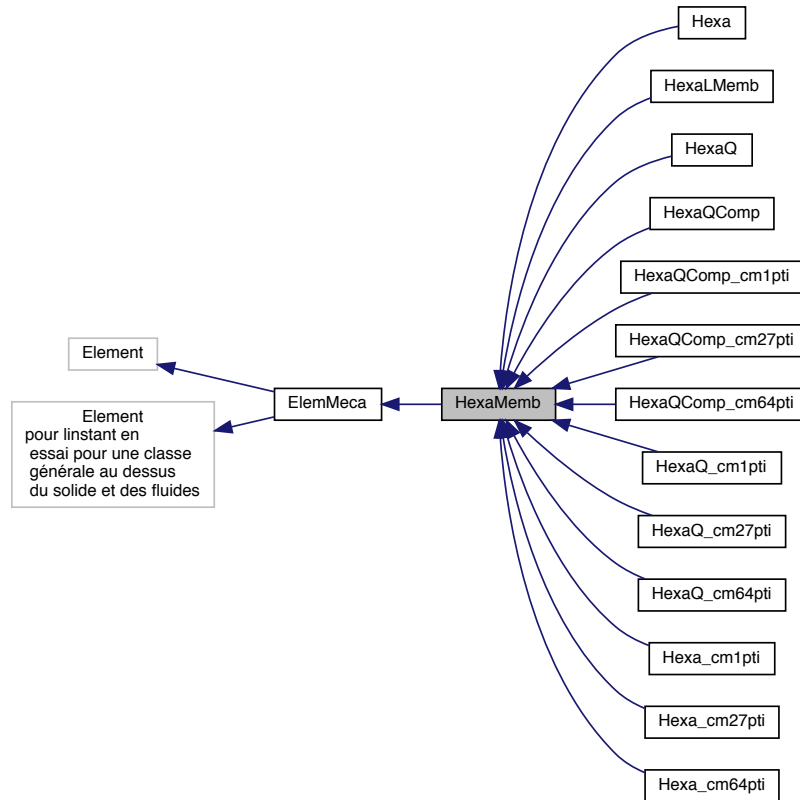 Hexa
HexaLMemb
HexaQ
HexaQComp
HexaQComp_cm1pti
HexaQComp_cm27pti
Element
ElemMeca
HexaMemb
HexaQComp_cm64pti
Element
pour linstant en
essai pour une classe
générale au dessus
du solide et des fluides
HexaQ_cm1pti
HexaQ_cm27pti
HexaQ_cm64pti
Hexa_cm1pti
Hexa_cm27pti
Hexa_cm64pti